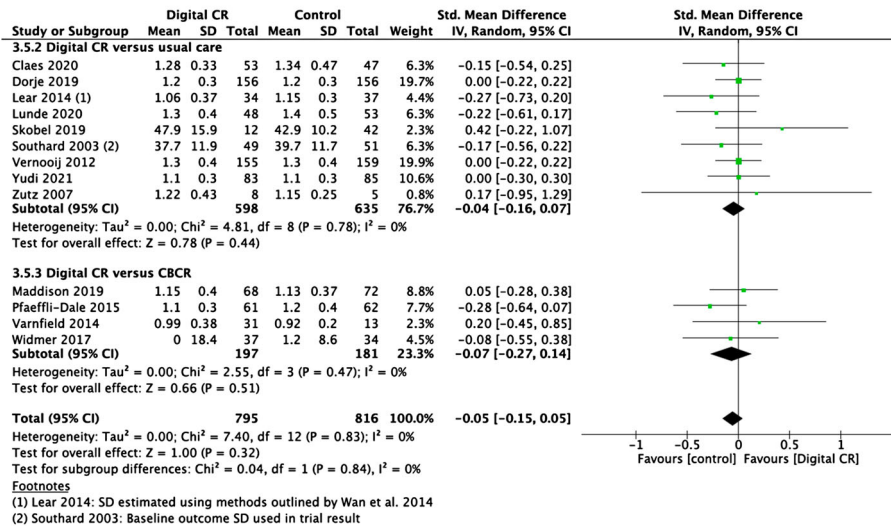 Digital CR Control Std. Mean Difference Std. Mean Difference
Study or Subgroup Mean SD Total Mean SD Total Weight IV, Random, 95% CI IV, Random, 95% CI
3.5.2 Digital CR versus usual care
Claes 2020 1.28 0.33 53 1.34 0.47 47 6.3% -0.15 [-0.54, 0.25]
Dorje 2019 1.2 0.3 156 1.2 0.3 156 19.7% 0.00 [-0.22, 0.22]
Lear 2014 (1) 1.06 0.37 34 1.15 0.3 37 4.4% -0.27 [-0.73, 0.20]
Lunde 2020 1.3 0.4 48 1.4 0.5 53 6.3% -0.22 [-0.61, 0.17]
Skobel 2019 47.9 15.9 12 42.9 10.2 42 2.3% 0.42 [-0.22, 1.07]
Southard 2003 (2) 37.7 11.9 49 39.7 11.7 51 6.3% -0.17 [-0.56, 0.22]
Vernooij 2012 1.3 0.4 155 1.3 0.4 159 19.9% 0.00 [-0.22, 0.22]
Yudi 2021 1.1 0.3 83 1.1 0.3 85 10.6% 0.00 [-0.30, 0.30]
Zutz 2007 1.22 0.43 8 1.15 0.25 5 0.8% 0.17 [-0.95, 1.29]
Subtotal (95% CI) 598 635 76.7% -0.04 [-0.16, 0.07]
Heterogeneity: Tau² = 0.00; Chi² = 4.81, df = 8 (P = 0.78); I² = 0%
Test for overall effect: Z = 0.78 (P = 0.44)
3.5.3 Digital CR versus CBCR
Maddison 2019 1.15 0.4 68 1.13 0.37 72 8.8% 0.05 [-0.28, 0.38]
Pfaeffli-Dale 2015 1.1 0.3 61 1.2 0.4 62 7.7% -0.28 [-0.64, 0.07]
Varnfield 2014 0.99 0.38 31 0.92 0.2 13 2.3% 0.20 [-0.45, 0.85]
Widmer 2017 0 18.4 37 1.2 8.6 34 4.5% -0.08 [-0.55, 0.38]
Subtotal (95% CI) 197 181 23.3% -0.07 [-0.27, 0.14]
Heterogeneity: Tau² = 0.00; Chi² = 2.55, df = 3 (P = 0.47); I² = 0%
Test for overall effect: Z = 0.66 (P = 0.51)
Total (95% CI) 795 816 100.0% -0.05 [-0.15, 0.05]
Heterogeneity: Tau² = 0.00; Chi² = 7.40, df = 12 (P = 0.83); I² = 0%
Test for overall effect: Z = 1.00 (P = 0.32)
Test for subgroup differences: Chi² = 0.04, df = 1 (P = 0.84), I² = 0%
-1 -0.5 0 0.5 1
Favours [control] Favours [Digital CR]
Footnotes
(1) Lear 2014: SD estimated using methods outlined by Wan et al. 2014
(2) Southard 2003: Baseline outcome SD used in trial result